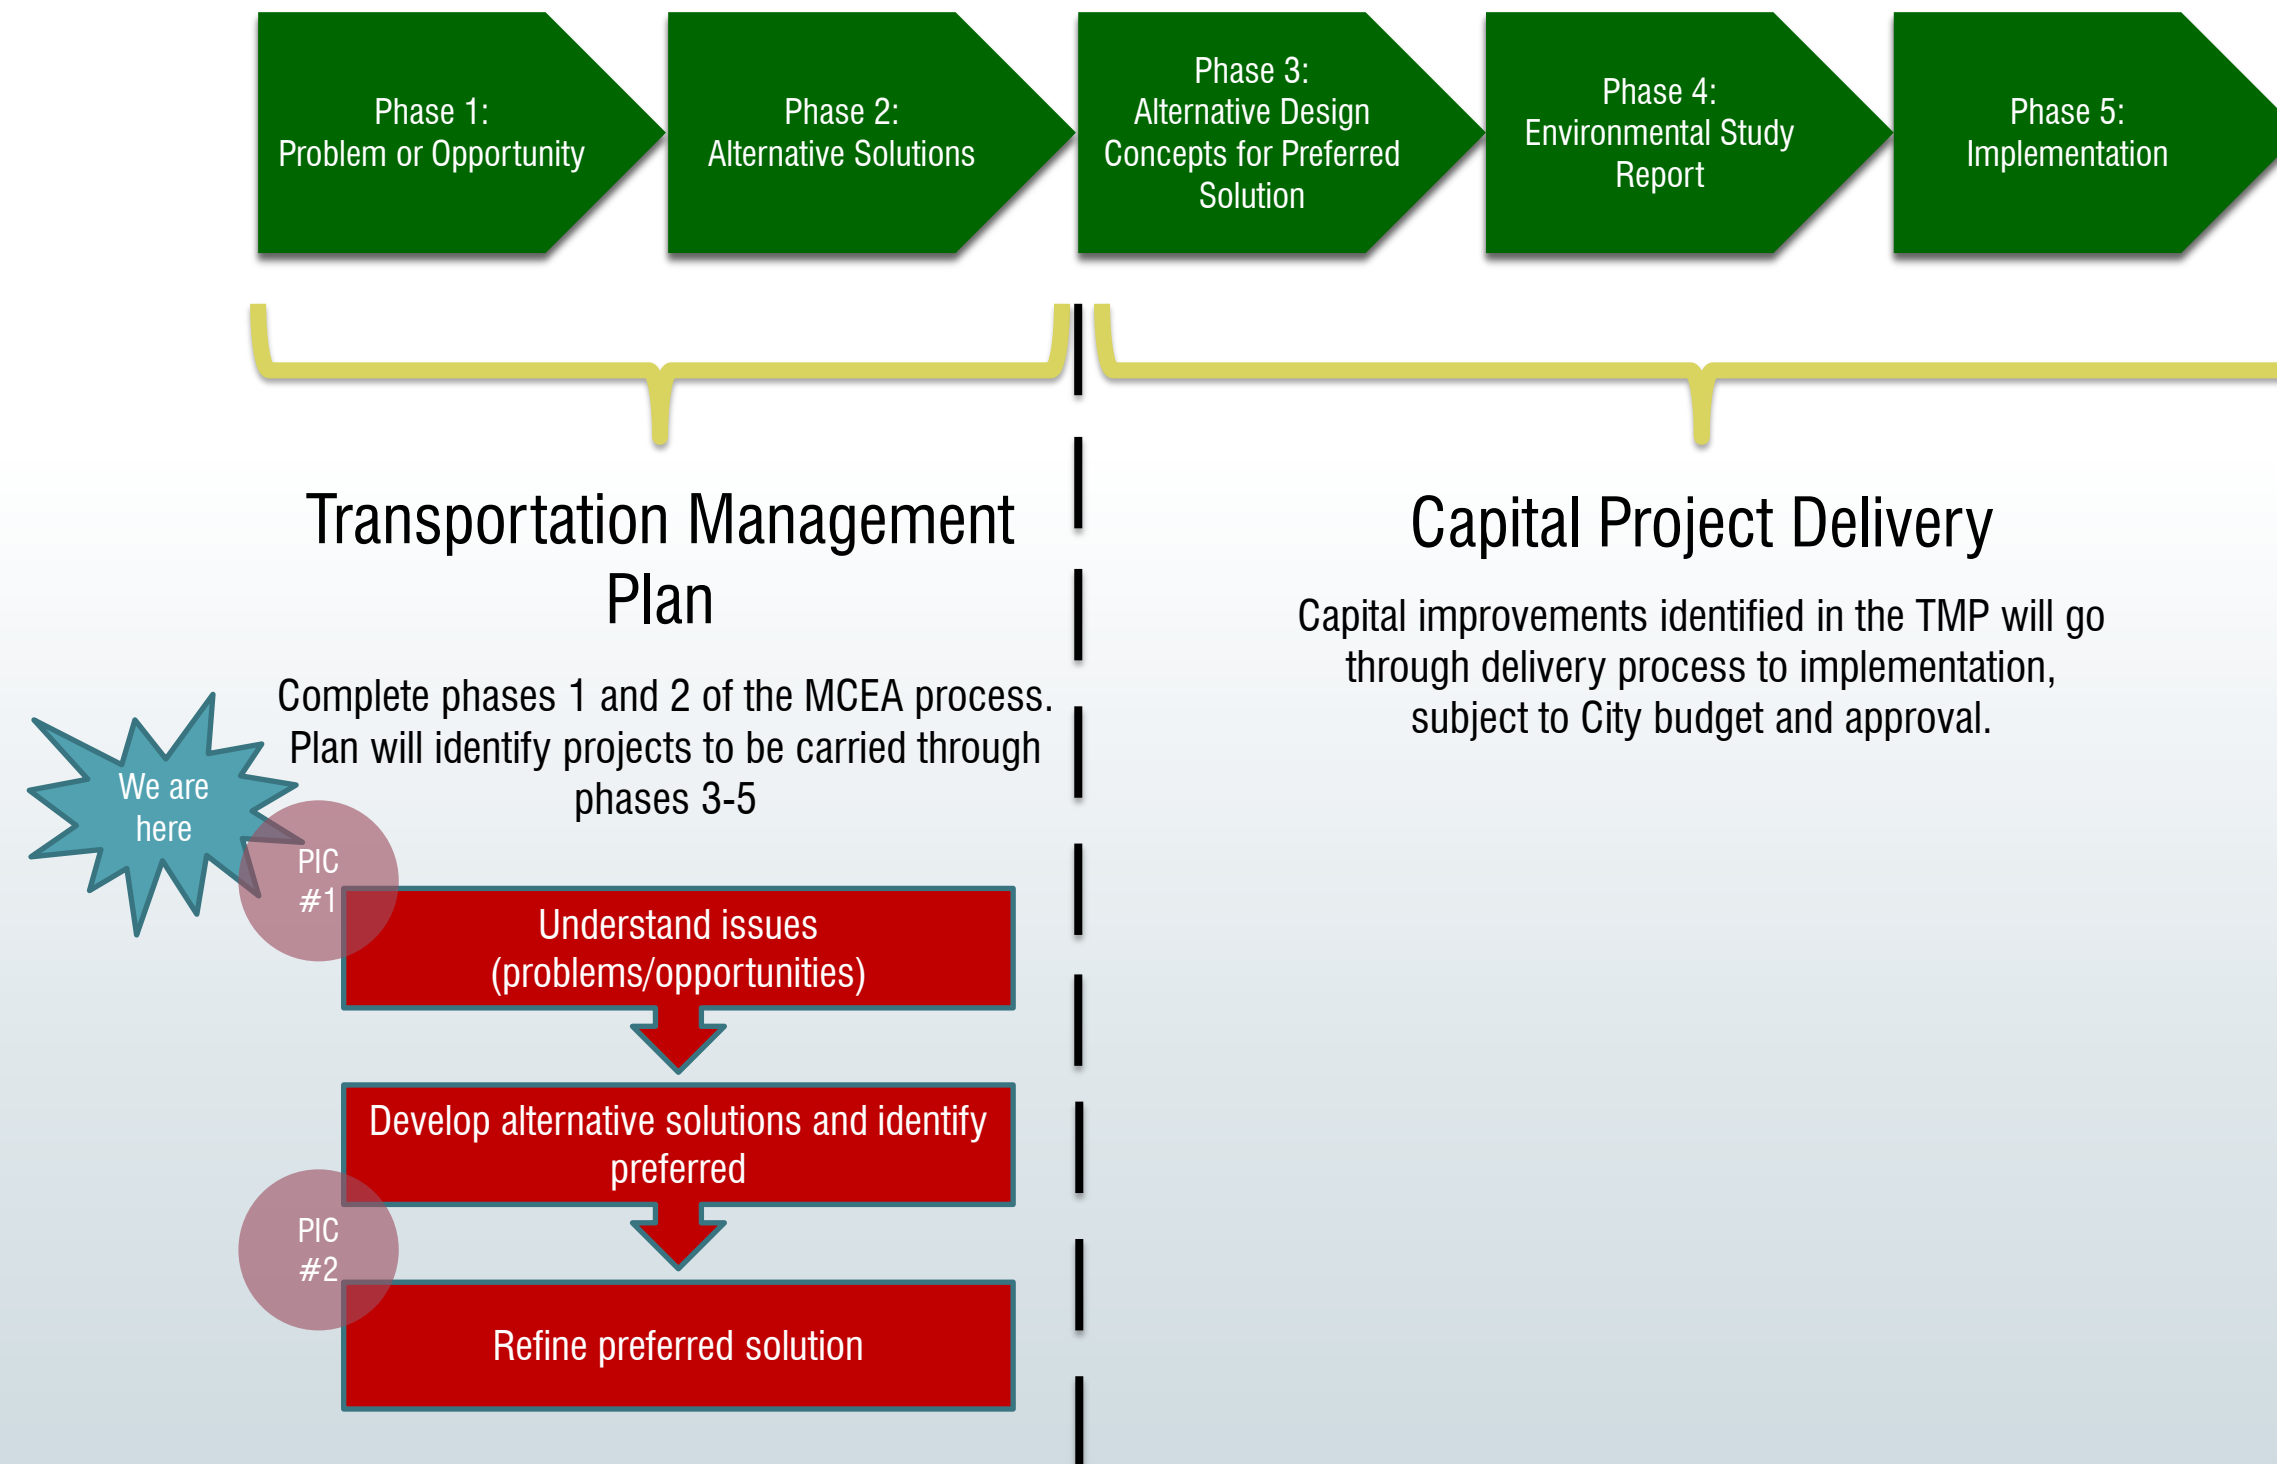 Phase 1:
Problem or Opportunity
Phase 2:
Alternative Solutions
Phase 3:
Alternative Design
Concepts for Preferred
Solution
Phase 4:
Environmental Study
Report
Phase 5:
Implementation
Transportation Management
Plan
Complete phases 1 and 2 of the MCEA process.
Plan will identify projects to be carried through
phases 3-5
Capital Project Delivery
Capital improvements identified in the TMP will go
through delivery process to implementation,
subject to City budget and approval.
We are
here
PIC
#1
Understand issues
(problems/opportunities)
Develop alternative solutions and identify
preferred
PIC
#2
Refine preferred solution